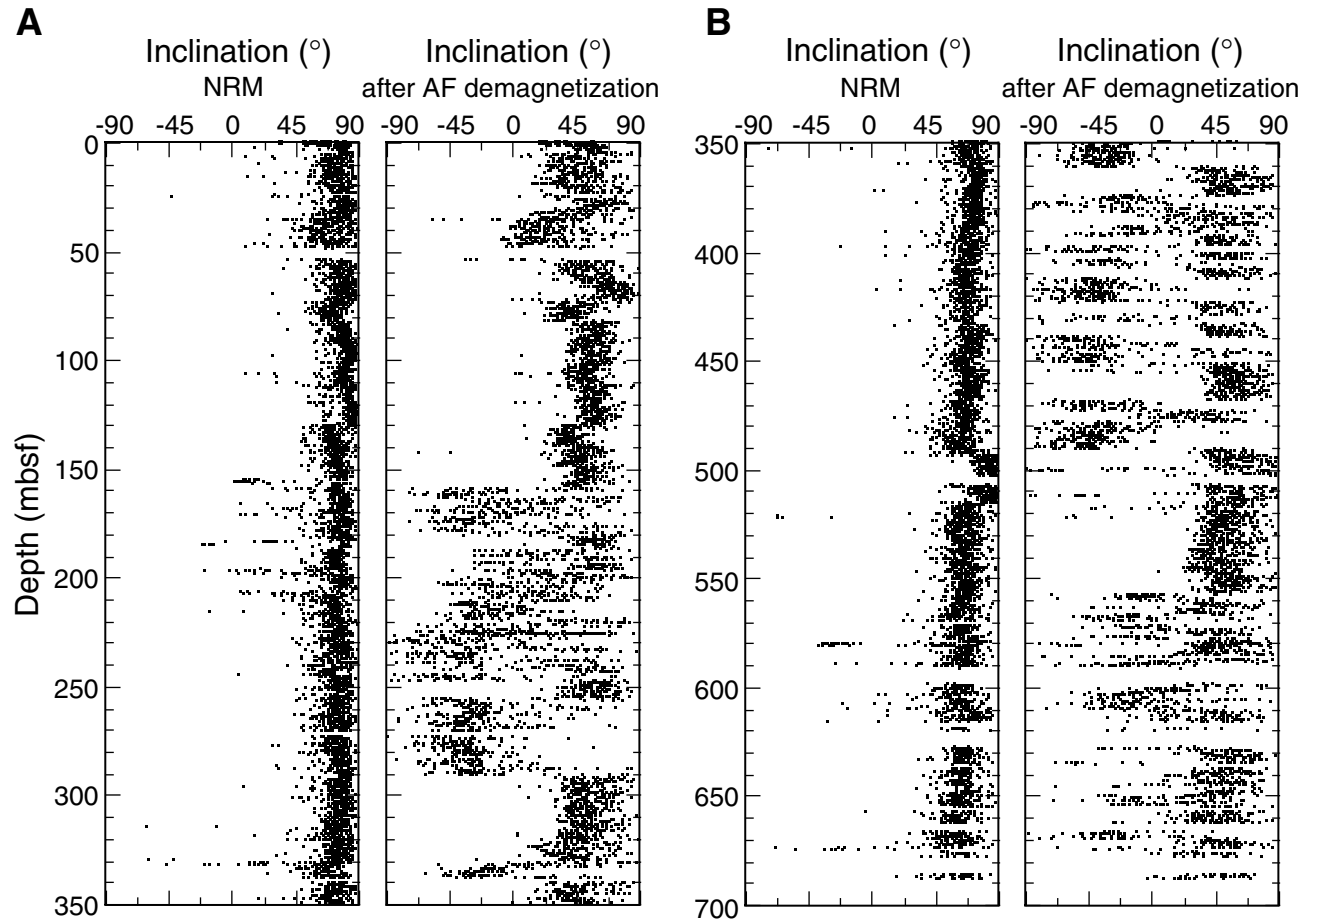 A
B
Inclination (°)
Inclination (°)
Inclination (°)
Inclination (°)
NRM
after AF demagnetization
NRM
after AF demagnetization
-90 -45 0 45 90
-90 -45 0 45 90
-90 -45 0 45 90
-90 -45 0 45 90
Depth (mbsf)
0
50
100
150
200
250
300
350
350
400
450
500
550
600
650
700